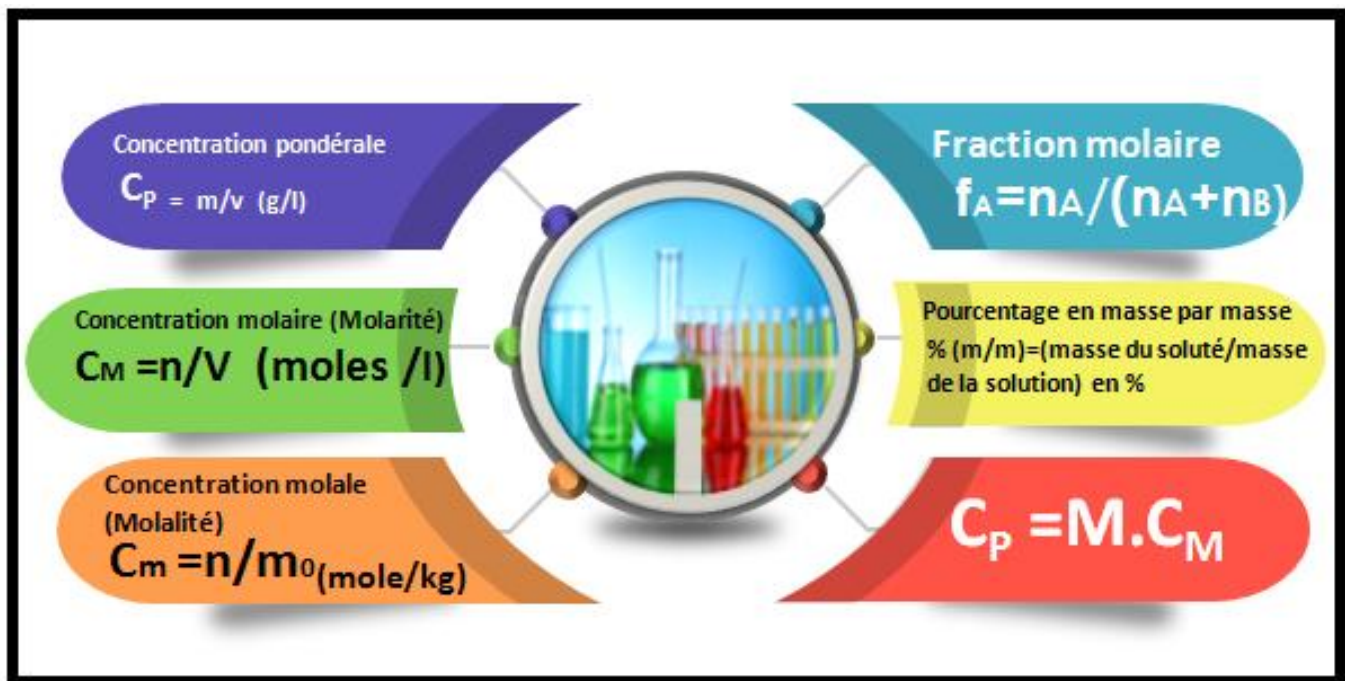 Concentration pondérale
CP = m/v (g/l)
Concentration molaire (Molarité)
CM =n/V (moles /l)
Concentration molale
(Molalité)
Cm =n/m0(mole/kg)
Fraction molaire
fA=nA/(nA+nB)
Pourcentage en masse par masse
% (m/m)=(masse du soluté/masse
de la solution) en %
CP =M.CM